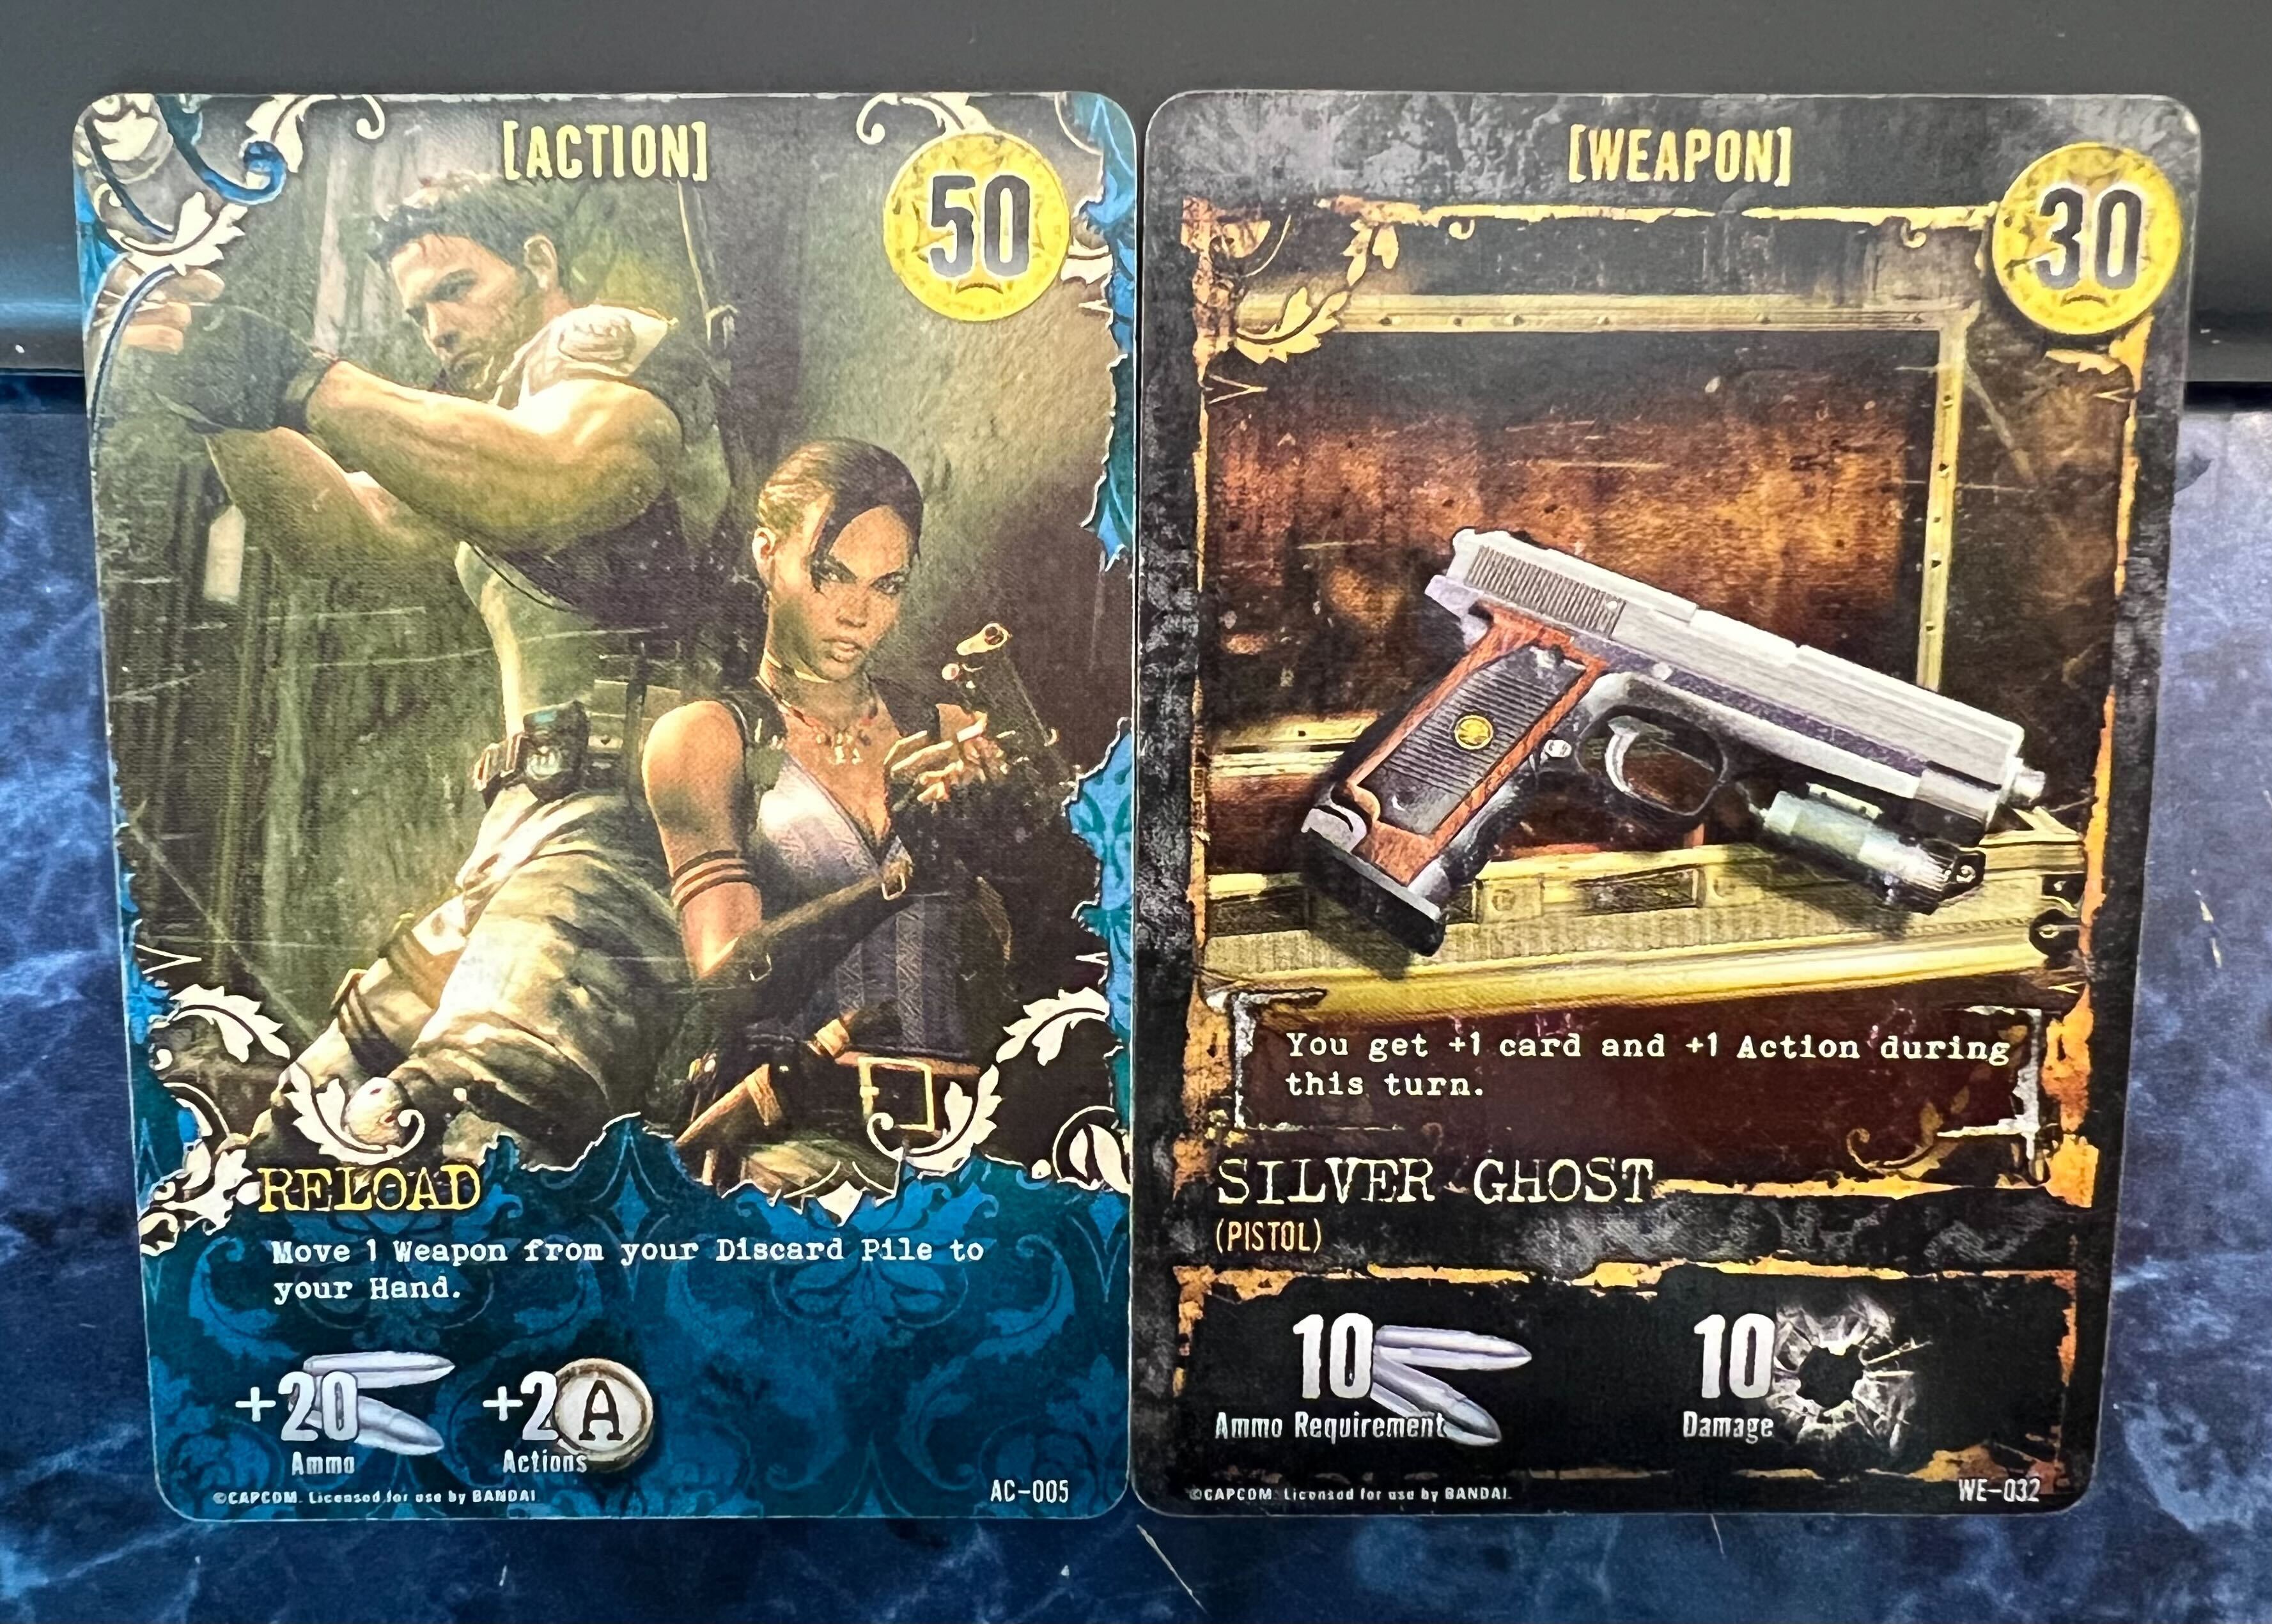 [ACTION]
50
RELOAD
Move 1 Weapon from your Discard Pile to
your Hand.
+20
Ammo
+2 A
Actions
©CAPCOM. Licensed for use by BANDAI
AC-005
[WEAPON]
30
You get +1 card and +1 Action during
this turn.
SILVER GHOST
(PISTOL)
10
Ammo Requirement
10
Damage
©CAPCOM. Licensed for use by BANDAI.
WE-032